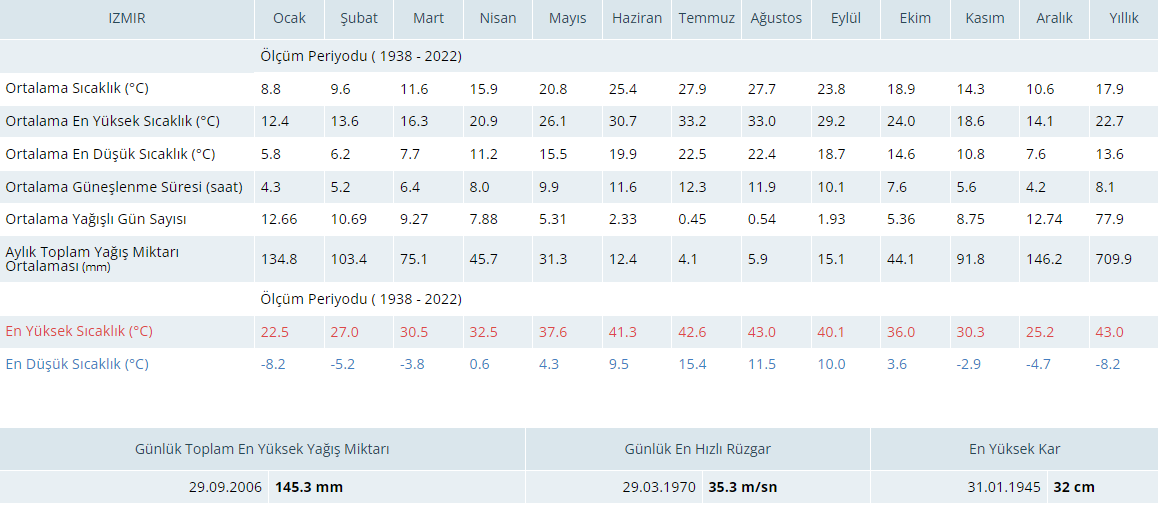 IZMIR Ocak Şubat Mart Nisan Mayıs Haziran Temmuz Ağustos Eylül Ekim Kasım Aralık Yıllık
Ölçüm Periyodu ( 1938 - 2022)
Ortalama Sıcaklık (°C) 8.8 9.6 11.6 15.9 20.8 25.4 27.9 27.7 23.8 18.9 14.3 10.6 17.9
Ortalama En Yüksek Sıcaklık (°C) 12.4 13.6 16.3 20.9 26.1 30.7 33.2 33.0 29.2 24.0 18.6 14.1 22.7
Ortalama En Düşük Sıcaklık (°C) 5.8 6.2 7.7 11.2 15.5 19.9 22.5 22.4 18.7 14.6 10.8 7.6 13.6
Ortalama Güneşlenme Süresi (saat) 4.3 5.2 6.4 8.0 9.9 11.6 12.3 11.9 10.1 7.6 5.6 4.2 8.1
Ortalama Yağışlı Gün Sayısı 12.66 10.69 9.27 7.88 5.31 2.33 0.45 0.54 1.93 5.36 8.75 12.74 77.9
Aylık Toplam Yağış Miktarı
Ortalaması (mm) 134.8 103.4 75.1 45.7 31.3 12.4 4.1 5.9 15.1 44.1 91.8 146.2 709.9
Ölçüm Periyodu ( 1938 - 2022)
En Yüksek Sıcaklık (°C) 22.5 27.0 30.5 32.5 37.6 41.3 42.6 43.0 40.1 36.0 30.3 25.2 43.0
En Düşük Sıcaklık (°C) -8.2 -5.2 -3.8 0.6 4.3 9.5 15.4 11.5 10.0 3.6 -2.9 -4.7 -8.2
Günlük Toplam En Yüksek Yağış Miktarı Günlük En Hızlı Rüzgar En Yüksek Kar
29.09.2006 145.3 mm 29.03.1970 35.3 m/sn 31.01.1945 32 cm